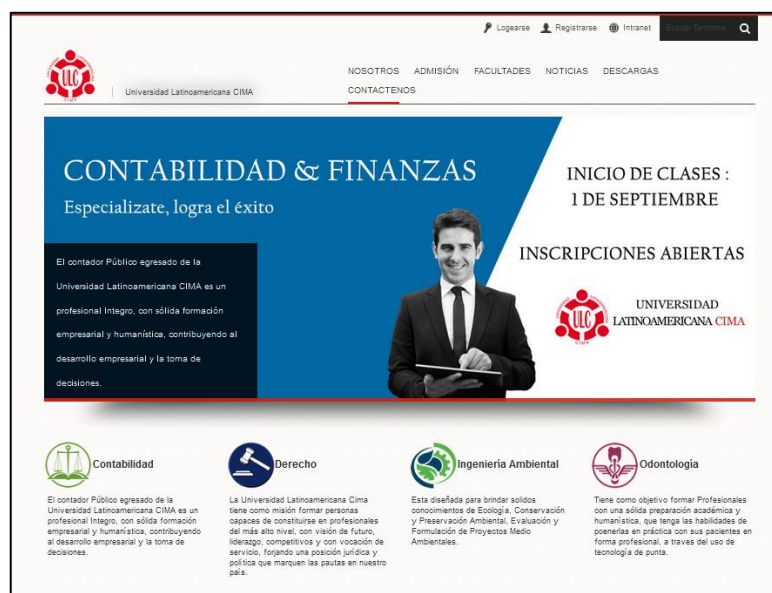 Logearse Registrarse Intranet Buscar Terminos...
ULC
CIMA
Universidad Latinoamericana CIMA
NOSOTROS ADMISIÓN FACULTADES NOTICIAS DESCARGAS
CONTACTENOS
CONTABILIDAD & FINANZAS
Especializate, logra el éxito
El contador Público egresado de la
Universidad Latinoamericana CIMA es un
profesional Integro, con sólida formación
empresarial y humanística, contribuyendo al
desarrollo empresarial y la toma de
decisiones.
INICIO DE CLASES :
1 DE SEPTIEMBRE
INSCRIPCIONES ABIERTAS
ULC
CIMA
UNIVERSIDAD
LATINOAMERICANA CIMA
Contabilidad
El contador Público egresado de la
Universidad Latinoamericana CIMA es un
profesional Integro, con sólida formación
empresarial y humanística, contribuyendo
al desarrollo empresarial y la toma de
decisiones.
Derecho
La Universidad Latinoamericana Cima
tiene como misión formar personas
capaces de constituirse en profesionales
del más alto nivel, con visión de futuro,
liderazgo, competitivos y con vocación de
servicio, forjando una posición jurídica y
política que marquen las pautas en nuestro
país.
Ingeniería Ambiental
Esta diseñada para brindar solidos
conocimientos de Ecología, Conservación
y Preservación Ambiental, Evaluación y
Formulación de Proyectos Medio
Ambientales.
Odontología
Tiene como objetivo formar Profesionales
con una sólida preparación académica y
humanística, que tenga las habilidades de
poenerlas en práctica con sus pacientes en
forma profesional, a traves del uso de
tecnología de punta.